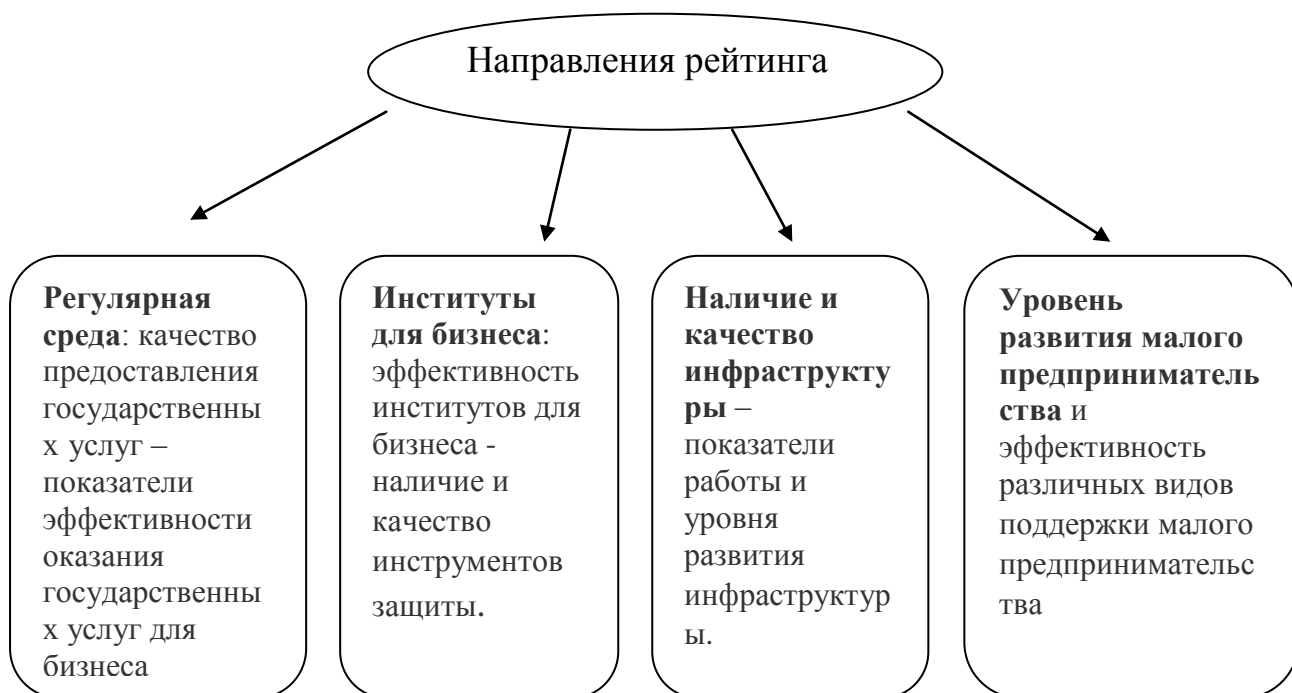 Направления рейтинга
Регулярная
среда: качество
предоставления
государственны
х услуг –
показатели
эффективности
оказания
государственны
х услуг для
бизнеса
Институты
для бизнеса:
эффективность
институтов для
бизнеса -
наличие и
качество
инструментов
защиты.
Наличие и
качество
инфраструкту
ры –
показатели
работы и
уровня
развития
инфраструктур
ы.
Уровень
развития малого
предприниматель
ства и
эффективность
различных видов
поддержки малого
предпринимательс
тва